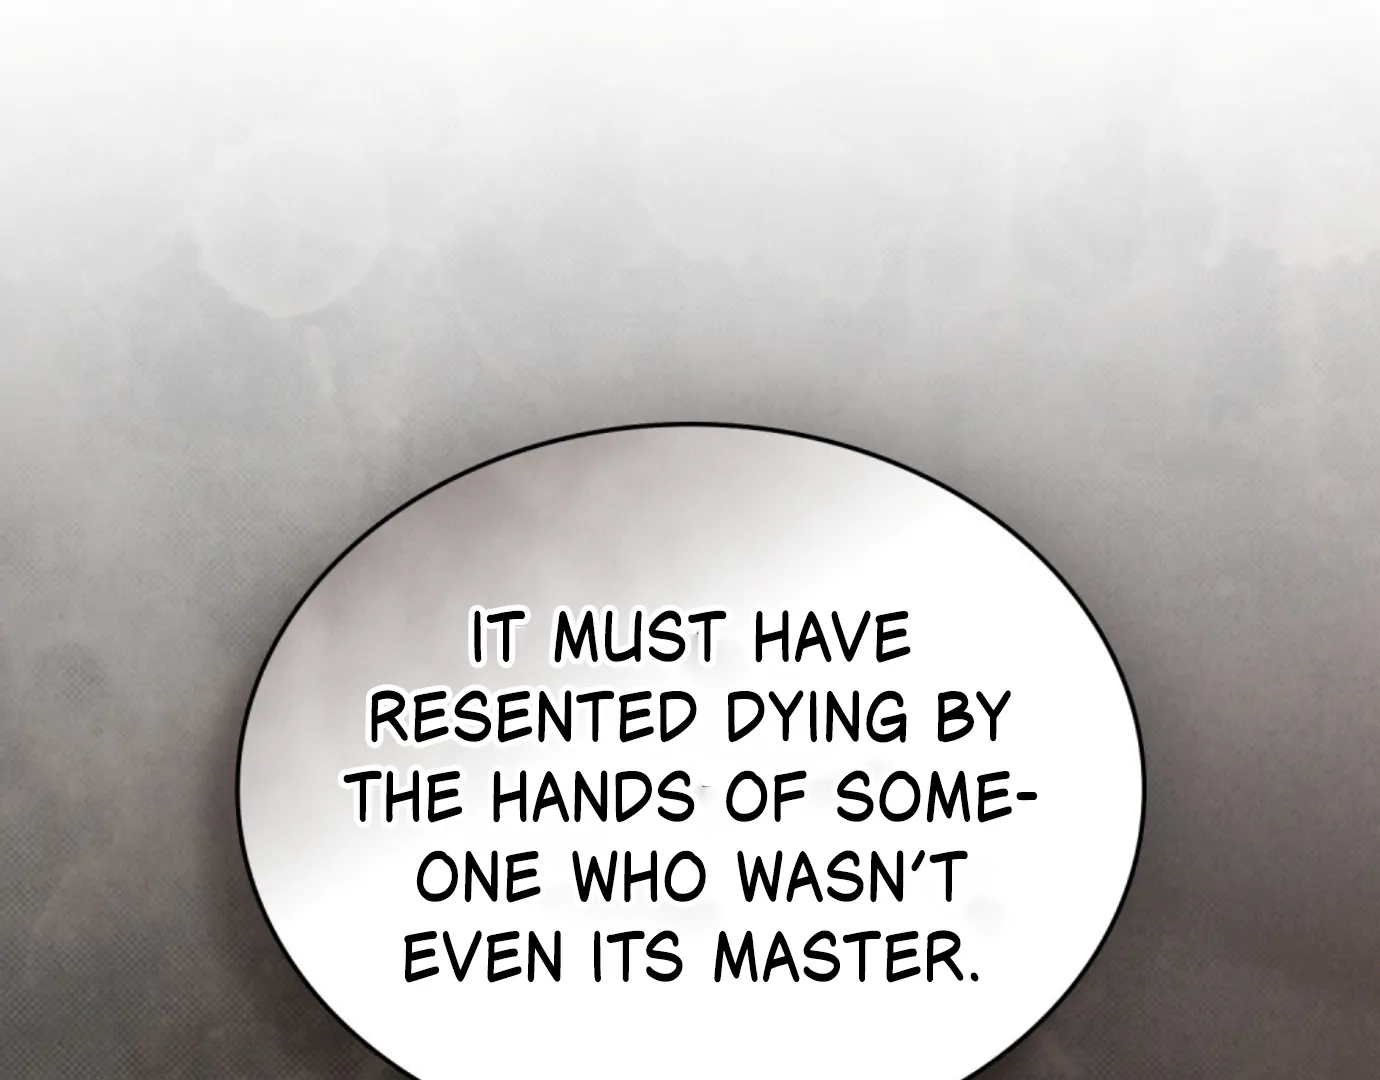 IT MUST HAVE
RESENTED DYING BY
THE HANDS OF SOME-
ONE WHO WASN'T
EVEN ITS MASTER.